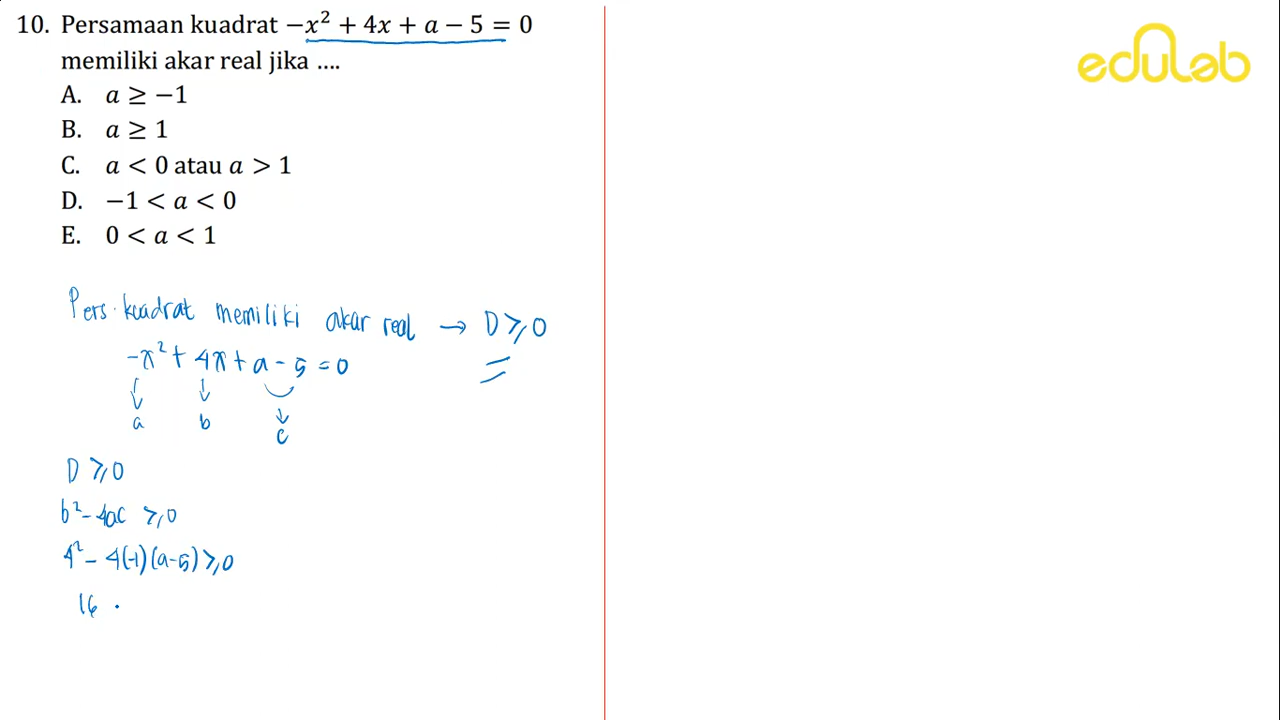 10. Persamaan kuadrat −x² + 4x + a − 5 = 0
memiliki akar real jika ....
A. a ≥ −1
B. a ≥ 1
C. a < 0 atau a > 1
D. −1 < a < 0
E. 0 < a < 1
edulab
Pers. kuadrat memiliki akar real → D ≥ 0
−x² + 4x + a − 5 = 0
↓ ↓ ↓
a b c
D ≥ 0
b² − 4ac ≥ 0
4² − 4(−1)(a−5) ≥ 0
16 .